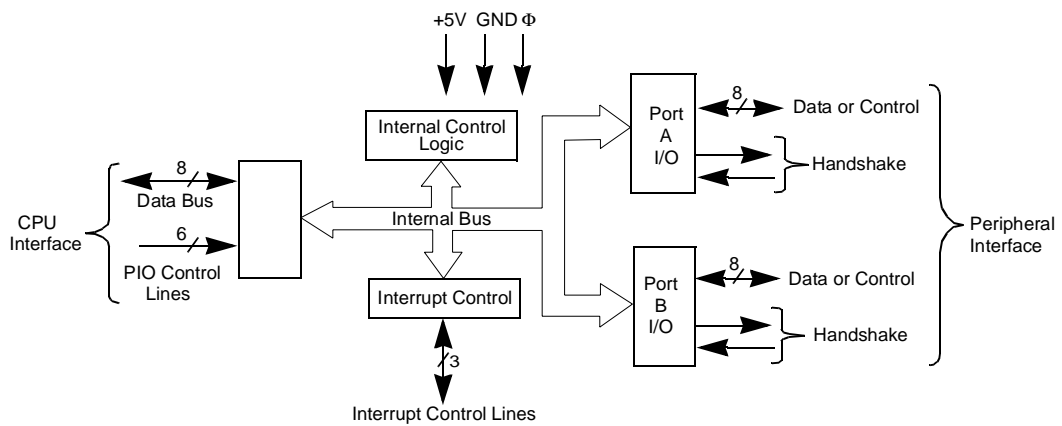 +5V GND Φ
Internal Control
Logic
Port
A
I/O
8
Data or Control
Handshake
CPU
Interface
8
Data Bus
6
PIO Control
Lines
Internal Bus
Interrupt Control
3
Interrupt Control Lines
Port
B
I/O
8
Data or Control
Handshake
Peripheral
Interface